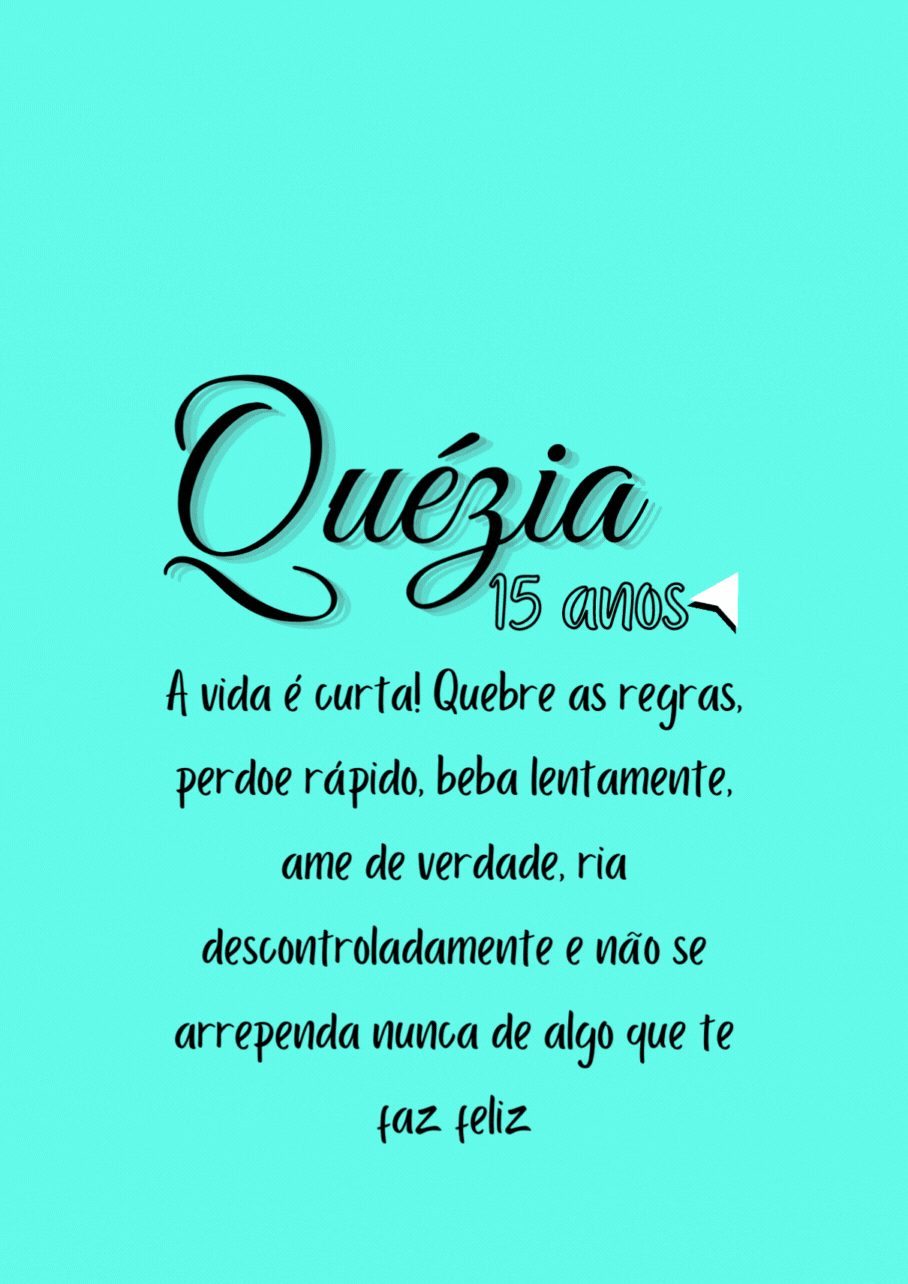 Quézia
15 anos
A vida é curta! Quebre as regras,
perdoe rápido, beba lentamente,
ame de verdade, ria
descontroladamente e não se
arrependa nunca de algo que te
faz feliz